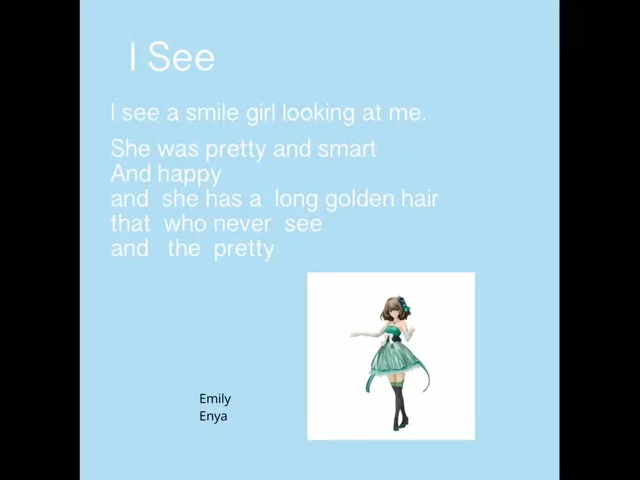 I See
I see a smile girl looking at me.
She was pretty and smart
And happy
and she has a long golden hair
that who never see
and the pretty
Emily
Enya